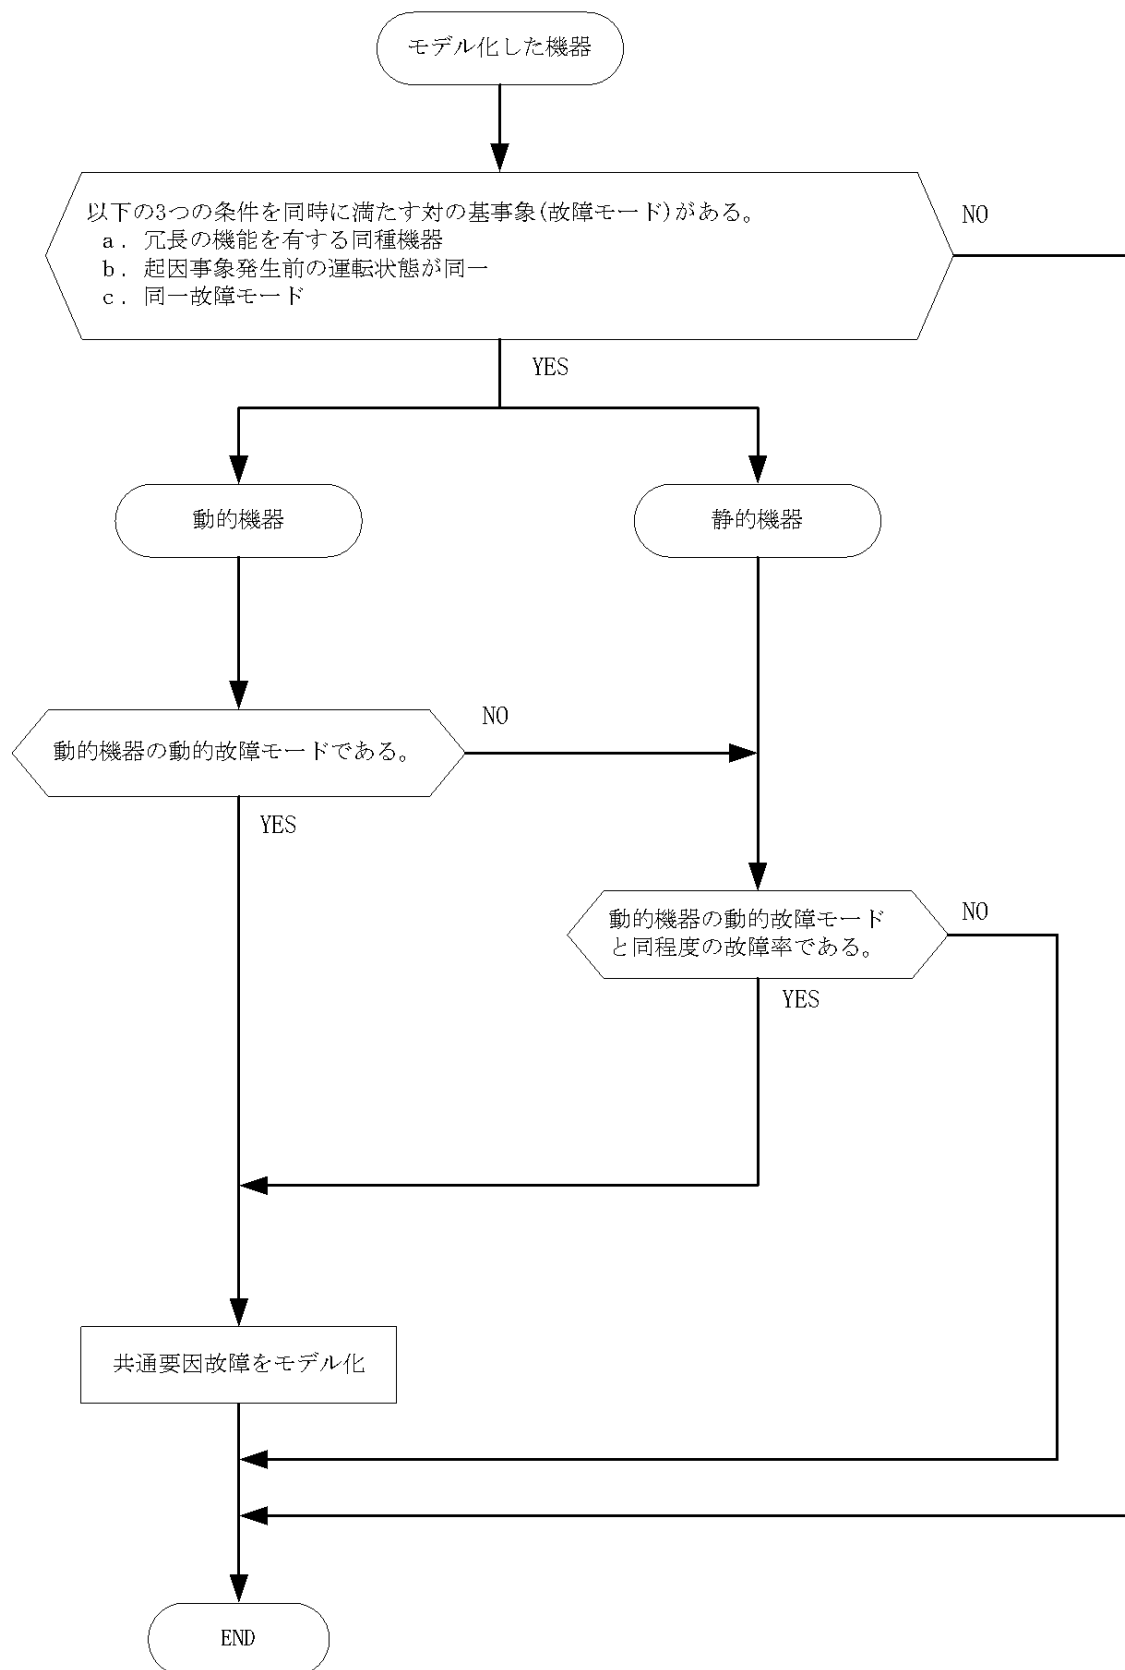 モデル化した機器
以下の3つの条件を同時に満たす対の基事象(故障モード)がある。
a. 冗長の機能を有する同種機器
b. 起因事象発生前の運転状態が同一
c. 同一故障モード
NO
YES
動的機器
静的機器
動的機器の動的故障モードである。
NO
YES
動的機器の動的故障モード
と同程度の故障率である。
NO
YES
共通要因故障をモデル化
END